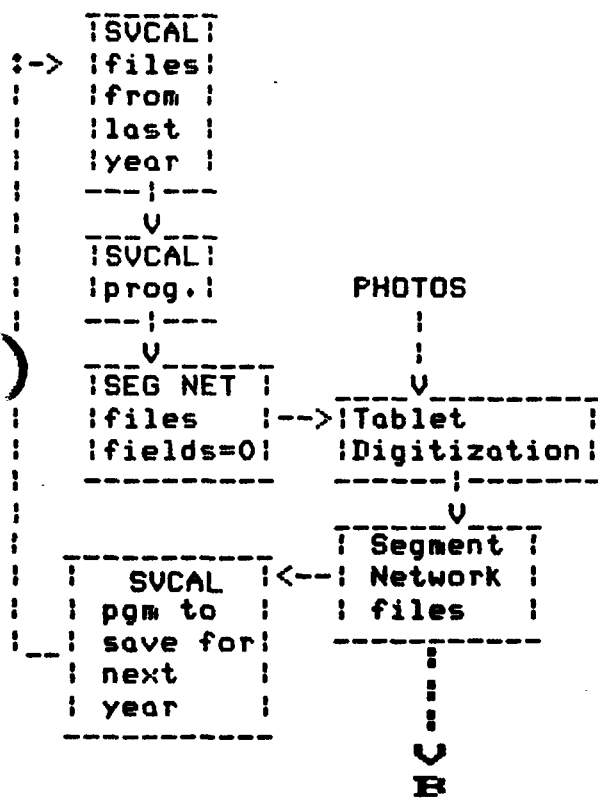 SVCAL
files
from
last
year
SVCAL
prog.
PHOTOS
SEG NET
files
fields=0
Tablet
Digitization
Segment
Network
files
SVCAL
pgm to
save for
next
year
B